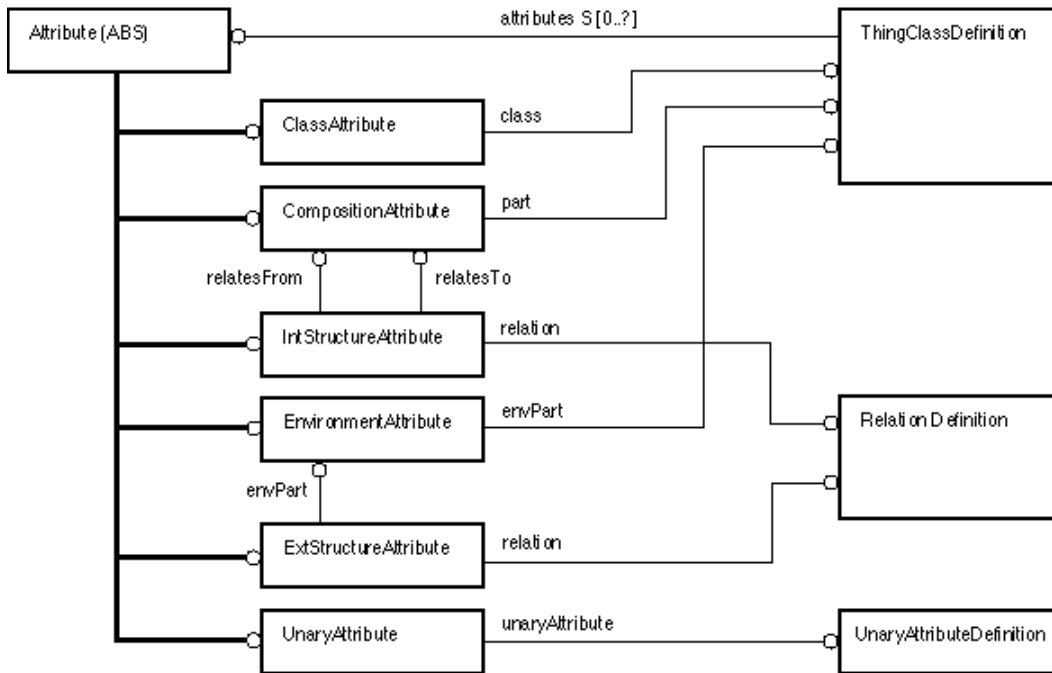 attributes S [0..?]
Attribute (ABS)
ThingClassDefinition
ClassAttribute
class
CompositionAttribute
part
relatesFrom
relatesTo
IntStructureAttribute
relation
EnvironmentAttribute
envPart
Relation Definition
envPart
ExtStructureAttribute
relation
UnaryAttribute
unaryAttribute
UnaryAttributeDefinition